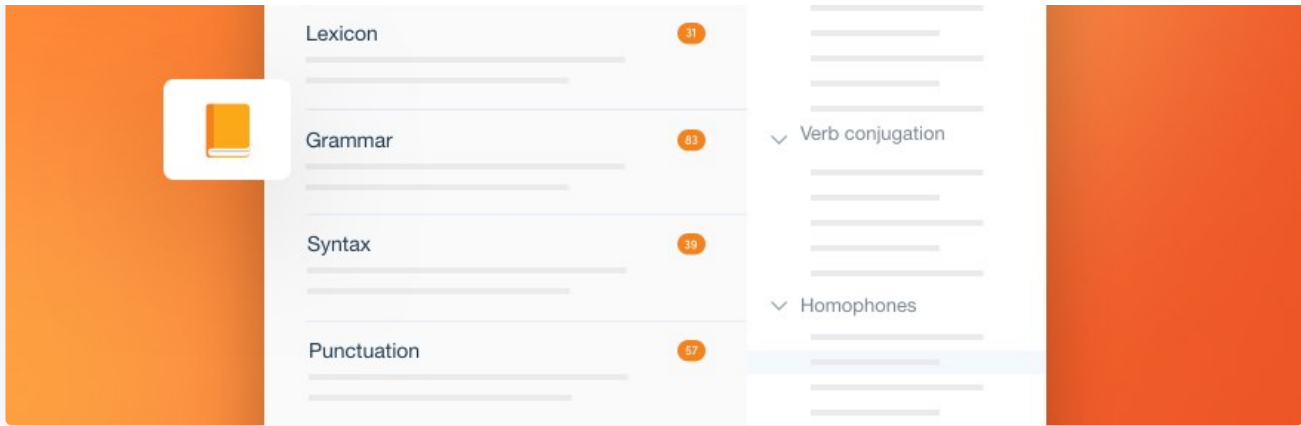 Lexicon 31
Grammar 83
Verb conjugation
Syntax 39
Homophones
Punctuation 57